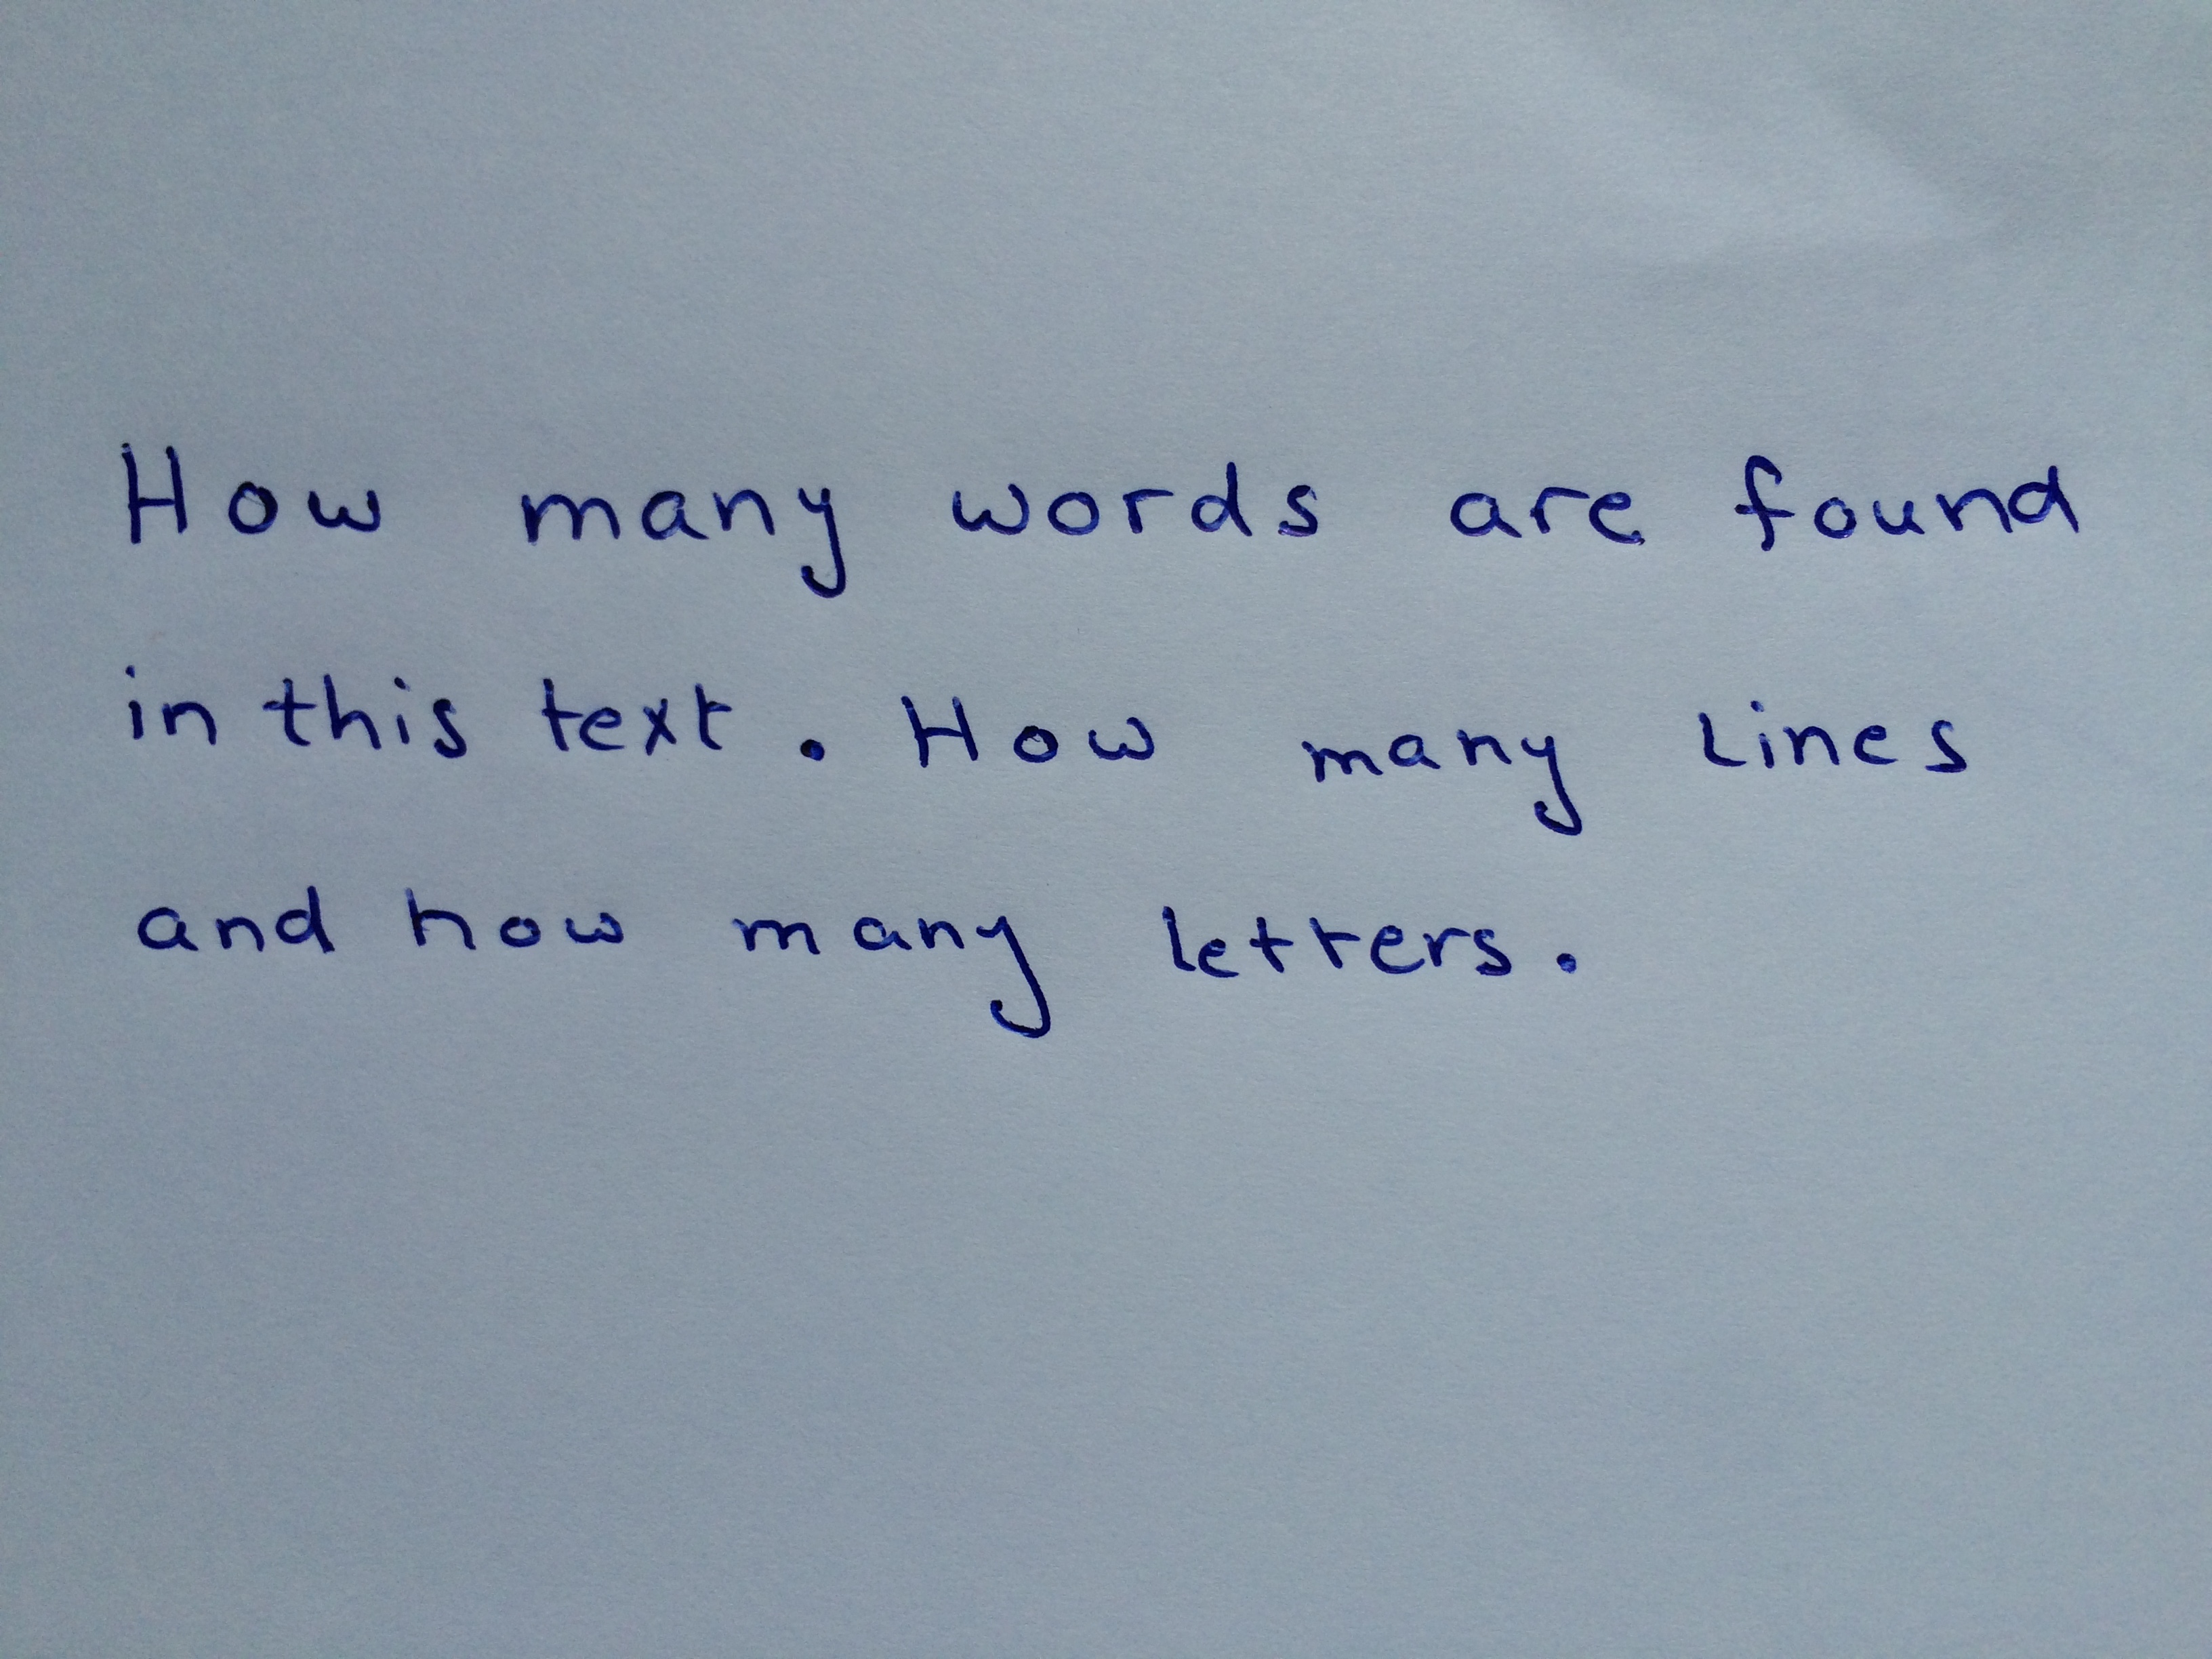 How many words are found
in this text. How many lines
and how many letters.